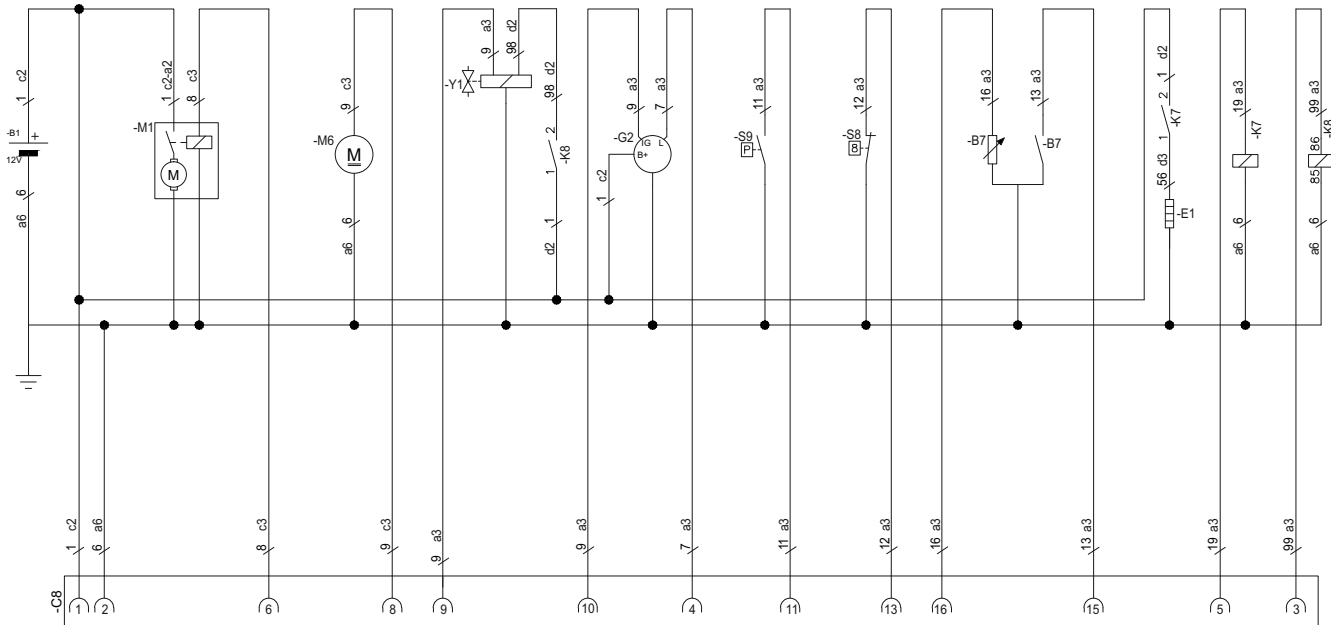 1 c2
-B1
+
12V
6
a6
1 c2-a2
8 c3
-M1
M
9 c3
-M6
M
6
a6
9 a3
98 d2
-Y1
98 d2
2
1
-K8
1
d2
9 a3
7 a3
-G2
IG L
B+
1 c2
11 a3
-S9
P
12 a3
-S8
8
16 a3
13 a3
-B7
-B7
1 d2
2
1
-K7
56 d3
-E1
19 a3
-K7
6
a6
99 a3
86
85
-K8
6
a6
1 c2
6 a6
8 c3
9 c3
9 a3
9 a3
7 a3
11 a3
12 a3
16 a3
13 a3
19 a3
99 a3
-C8
1 2 6 8 9 10 4 11 13 16 15 5 3